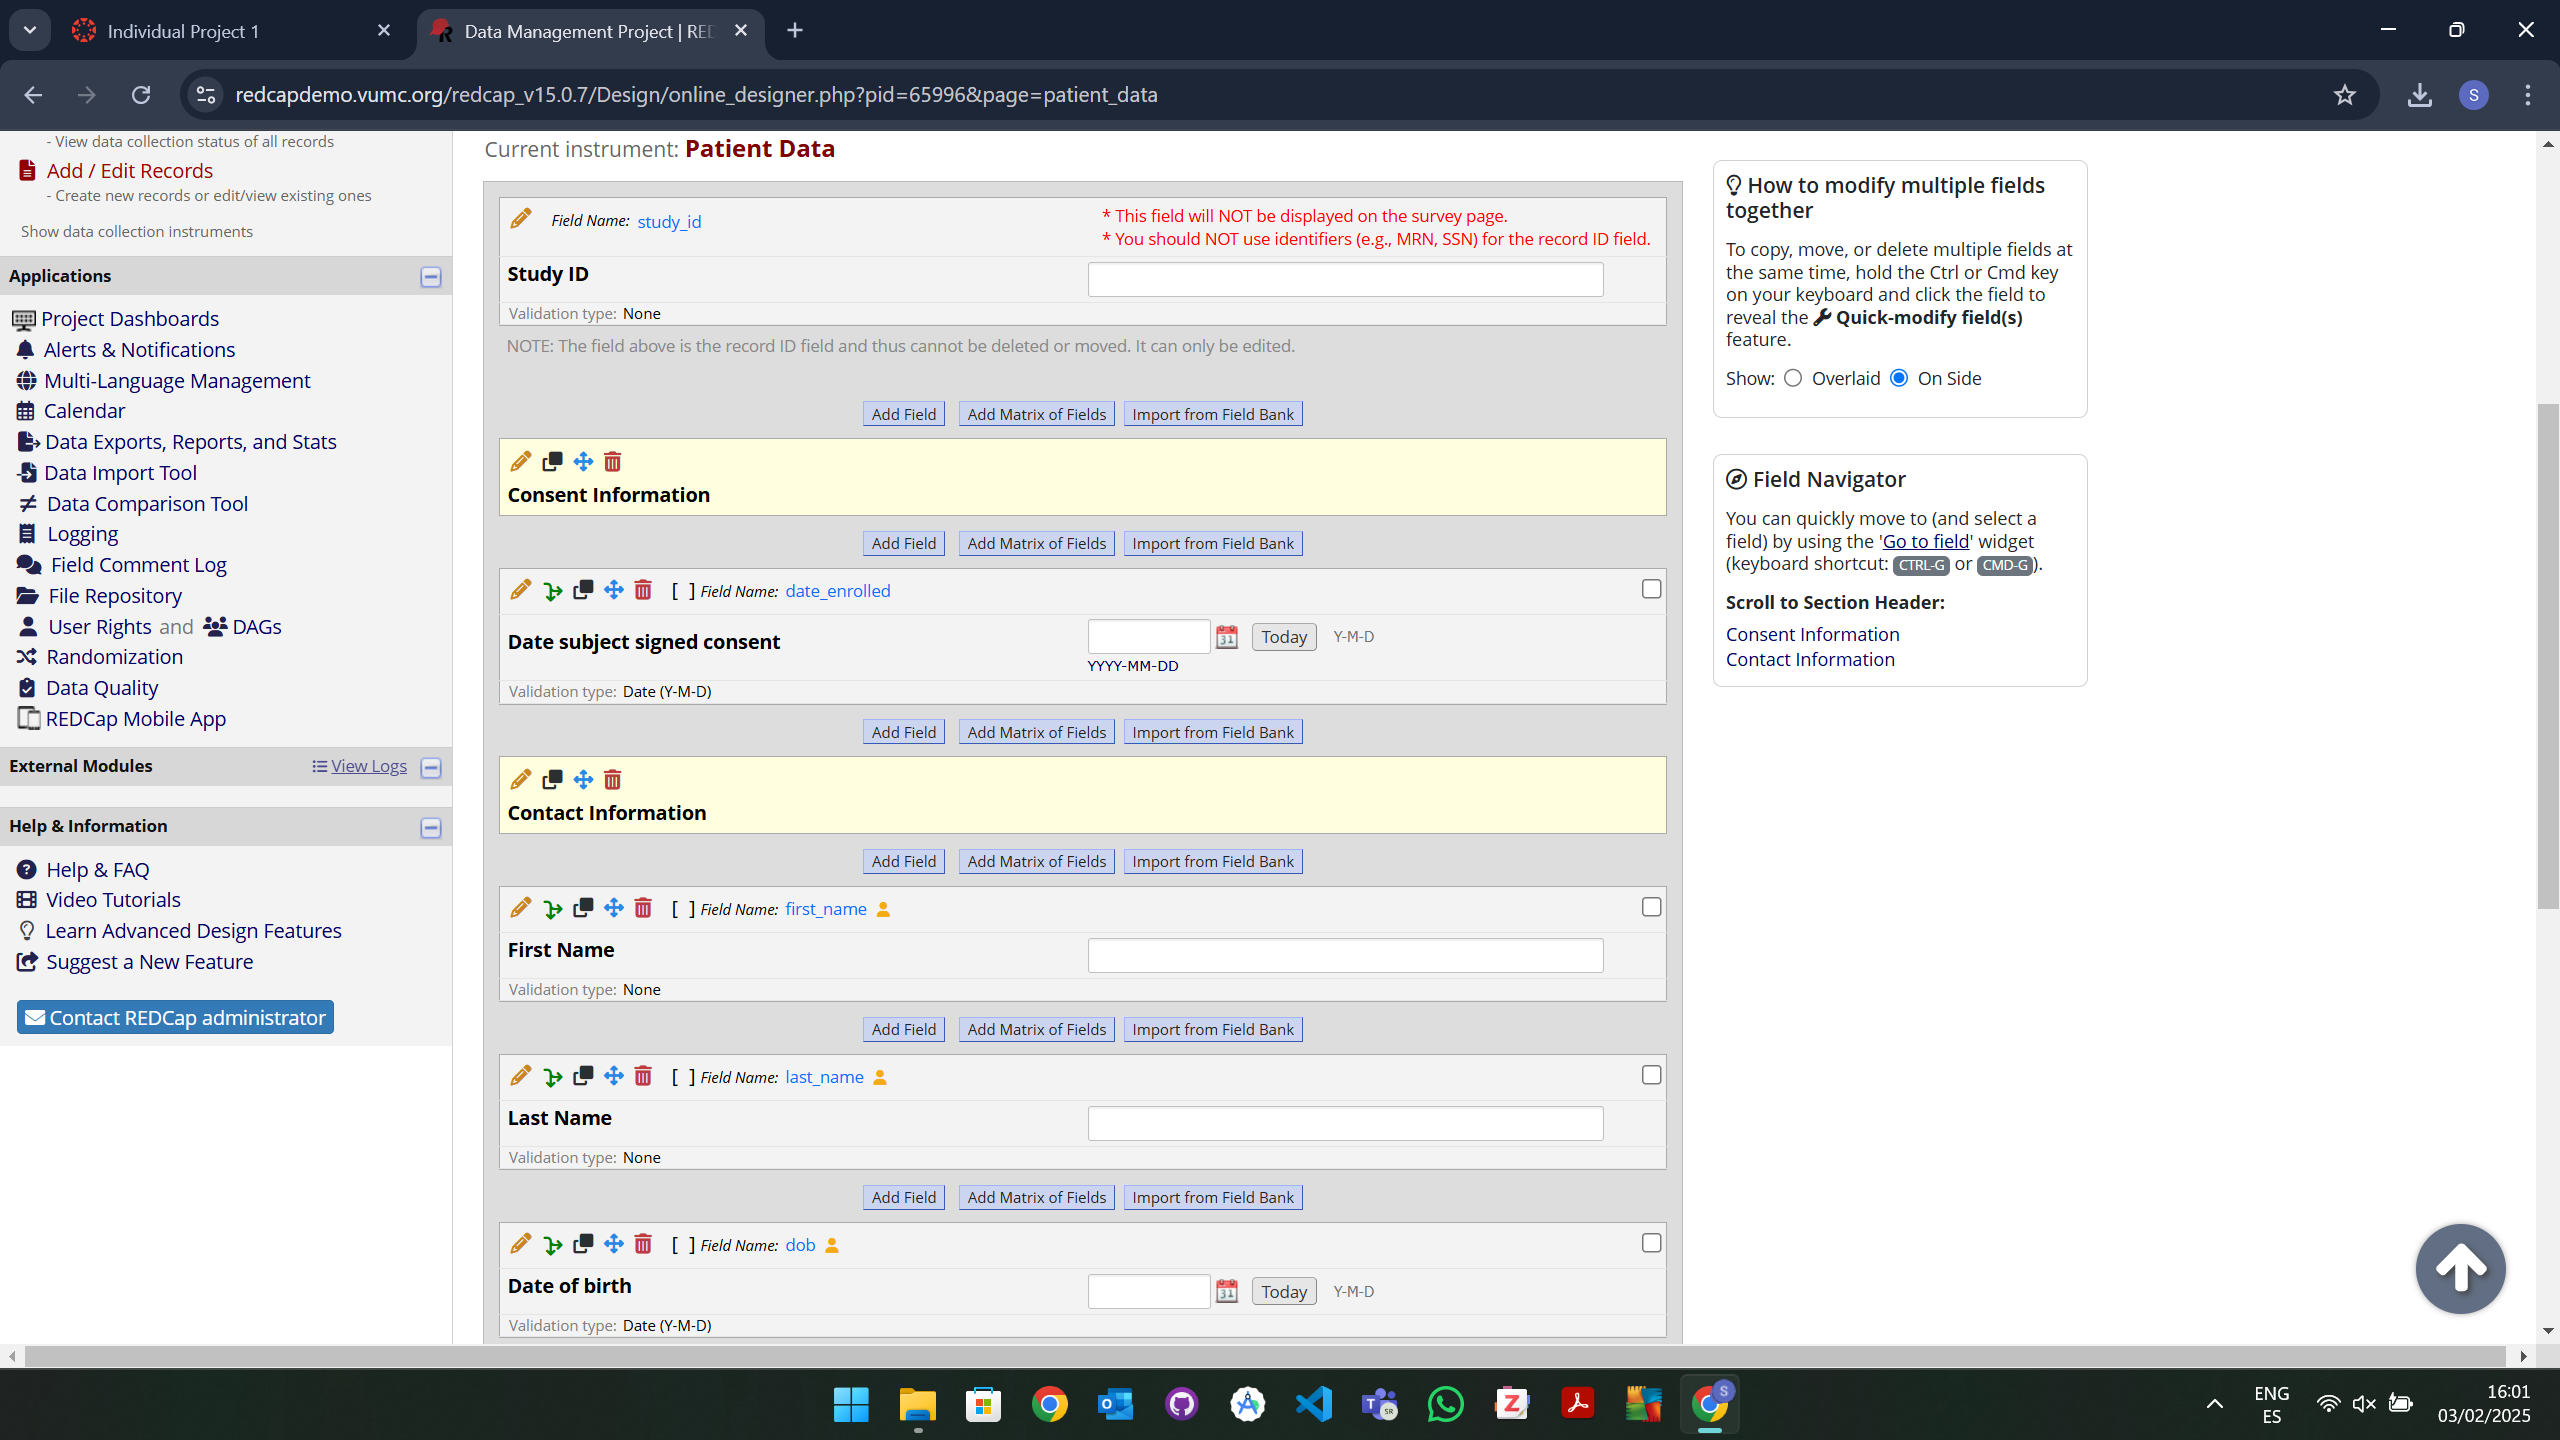 Individual Project 1
Data Management Project | RED
redcapdemo.vumc.org/redcap_v15.0.7/Design/online_designer.php?pid=65996&page=patient_data
S
- View data collection status of all records
Add / Edit Records
- Create new records or edit/view existing ones
Show data collection instruments
Applications
Project Dashboards
Alerts & Notifications
Multi-Language Management
Calendar
Data Exports, Reports, and Stats
Data Import Tool
Data Comparison Tool
Logging
Field Comment Log
File Repository
User Rights and DAGs
Randomization
Data Quality
REDCap Mobile App
External Modules
View Logs
Help & Information
Help & FAQ
Video Tutorials
Learn Advanced Design Features
Suggest a New Feature
Contact REDCap administrator
Current instrument: Patient Data
Field Name: study_id
* This field will NOT be displayed on the survey page.
* You should NOT use identifiers (e.g., MRN, SSN) for the record ID field.
Study ID
Validation type: None
NOTE: The field above is the record ID field and thus cannot be deleted or moved. It can only be edited.
Add Field Add Matrix of Fields Import from Field Bank
Consent Information
Add Field Add Matrix of Fields Import from Field Bank
[ ] Field Name: date_enrolled
Date subject signed consent
31 Today Y-M-D
YYYY-MM-DD
Validation type: Date (Y-M-D)
Add Field Add Matrix of Fields Import from Field Bank
Contact Information
Add Field Add Matrix of Fields Import from Field Bank
[ ] Field Name: first_name
First Name
Validation type: None
Add Field Add Matrix of Fields Import from Field Bank
[ ] Field Name: last_name
Last Name
Validation type: None
Add Field Add Matrix of Fields Import from Field Bank
[ ] Field Name: dob
Date of birth
31 Today Y-M-D
Validation type: Date (Y-M-D)
How to modify multiple fields
together
To copy, move, or delete multiple fields at
the same time, hold the Ctrl or Cmd key
on your keyboard and click the field to
reveal the Quick-modify field(s)
feature.
Show: Overlaid On Side
Field Navigator
You can quickly move to (and select a
field) by using the 'Go to field' widget
(keyboard shortcut: CTRL-G or CMD-G).
Scroll to Section Header:
Consent Information
Contact Information
ENG
ES
16:01
03/02/2025